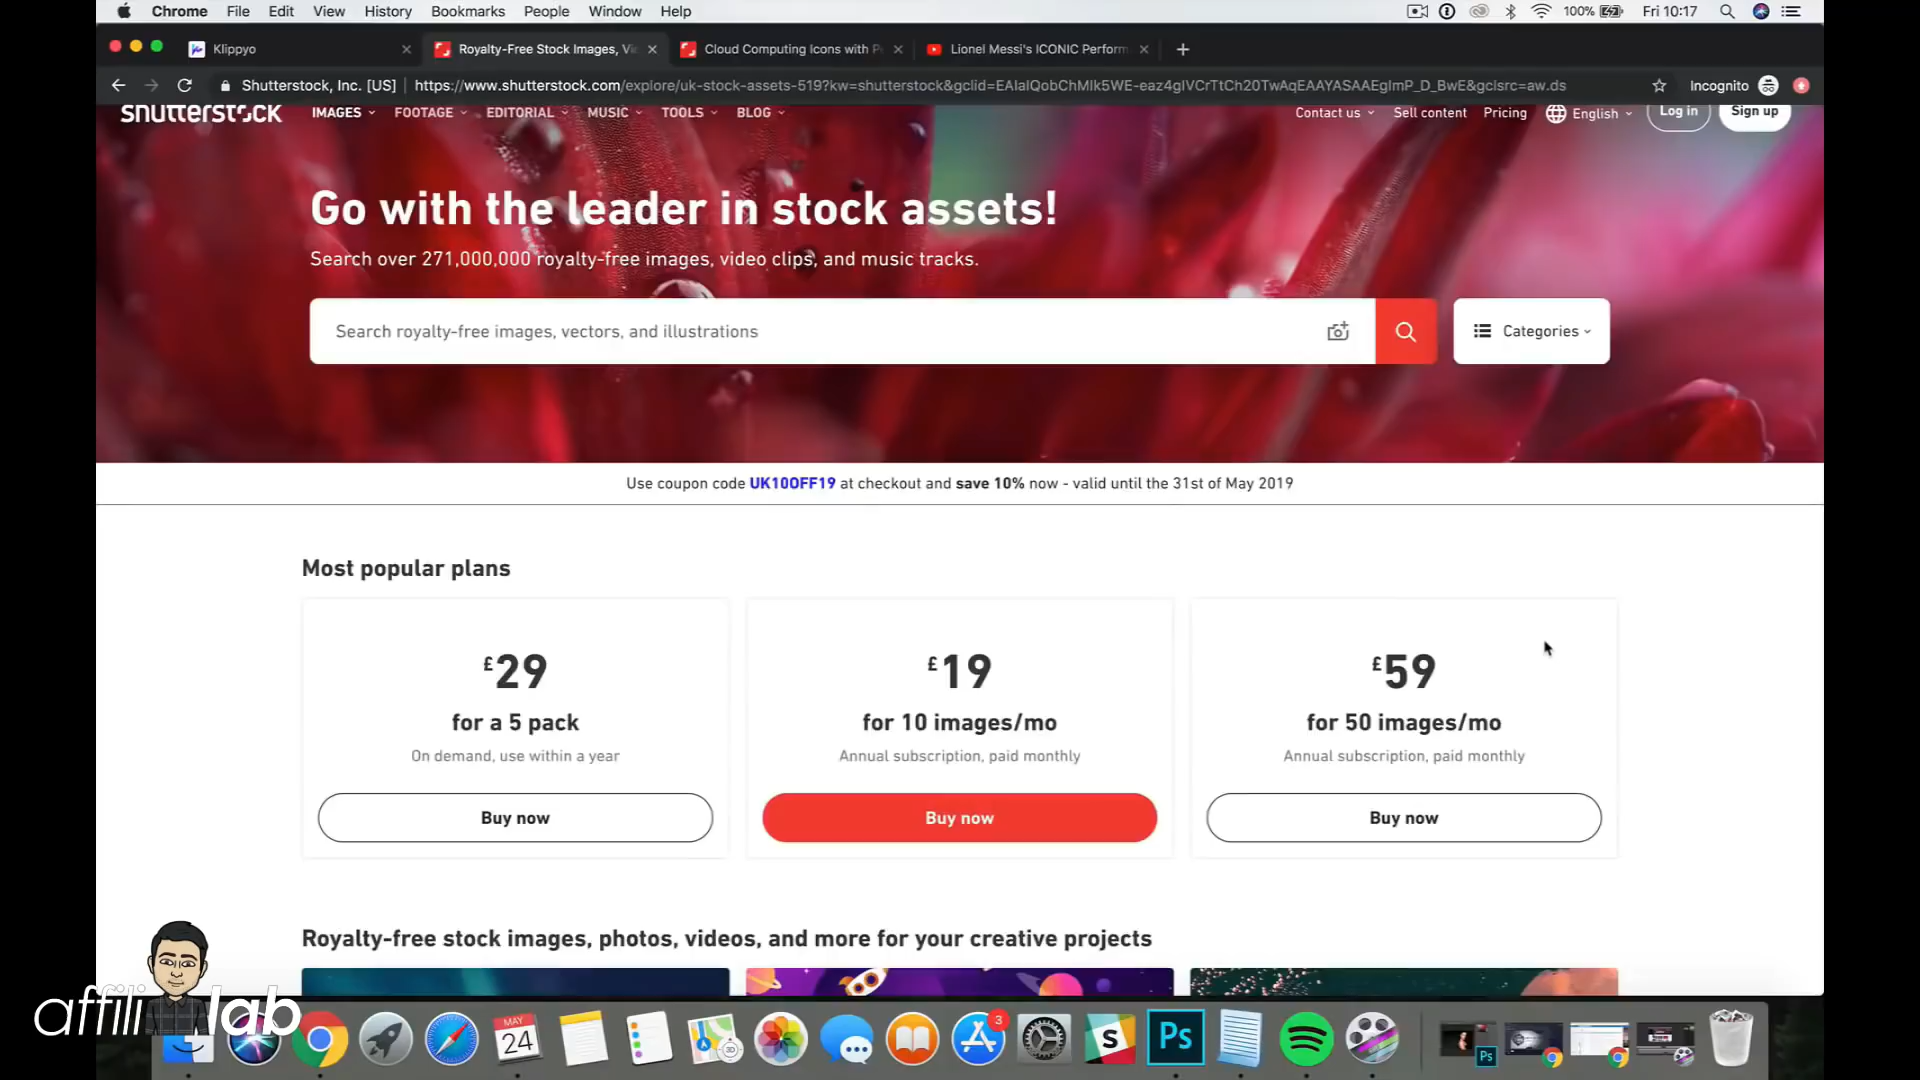 Chrome File Edit View History Bookmarks People Window Help 100% Fri 10:17
Klippyo Royalty-Free Stock Images, Vi Cloud Computing Icons with P Lionel Messi's ICONIC Perform
Shutterstock, Inc. [US] https://www.shutterstock.com/explore/uk-stock-assets-519?kw=shutterstock&gclid=EAIaIQobChMIk5WE-eaz4gIVCrTtCh20TwAqEAAYASAAEgImP_D_BwE&gclsrc=aw.ds Incognito
shutterstock IMAGES FOOTAGE EDITORIAL MUSIC TOOLS BLOG Contact us Sell content Pricing English Log in Sign up
Go with the leader in stock assets!
Search over 271,000,000 royalty-free images, video clips, and music tracks.
Search royalty-free images, vectors, and illustrations Categories
Use coupon code UK10OFF19 at checkout and save 10% now - valid until the 31st of May 2019
Most popular plans
£29 £19 £59
for a 5 pack for 10 images/mo for 50 images/mo
On demand, use within a year Annual subscription, paid monthly Annual subscription, paid monthly
Buy now Buy now Buy now
Royalty-free stock images, photos, videos, and more for your creative projects
affili lab
MAY
24
3D
3
S
Ps
Ps